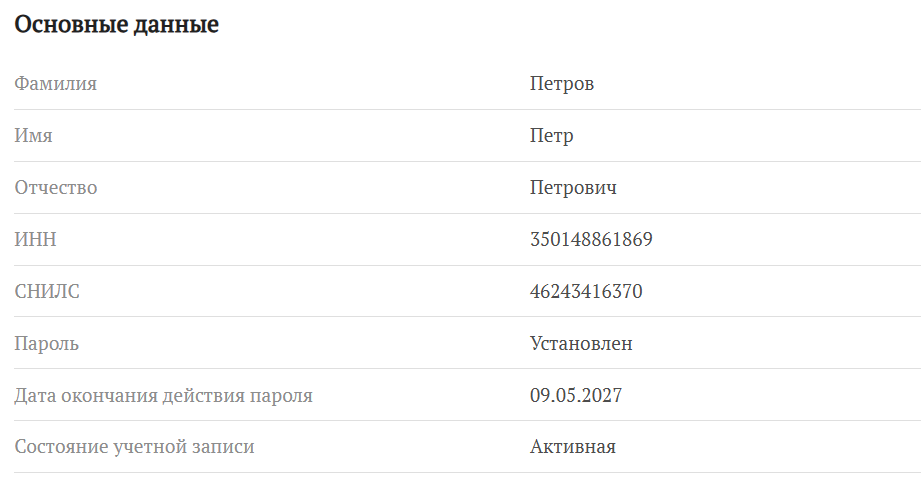 Основные данные
Фамилия Петров
Имя Петр
Отчество Петрович
ИНН 350148861869
СНИЛС 46243416370
Пароль Установлен
Дата окончания действия пароля 09.05.2027
Состояние учетной записи Активная